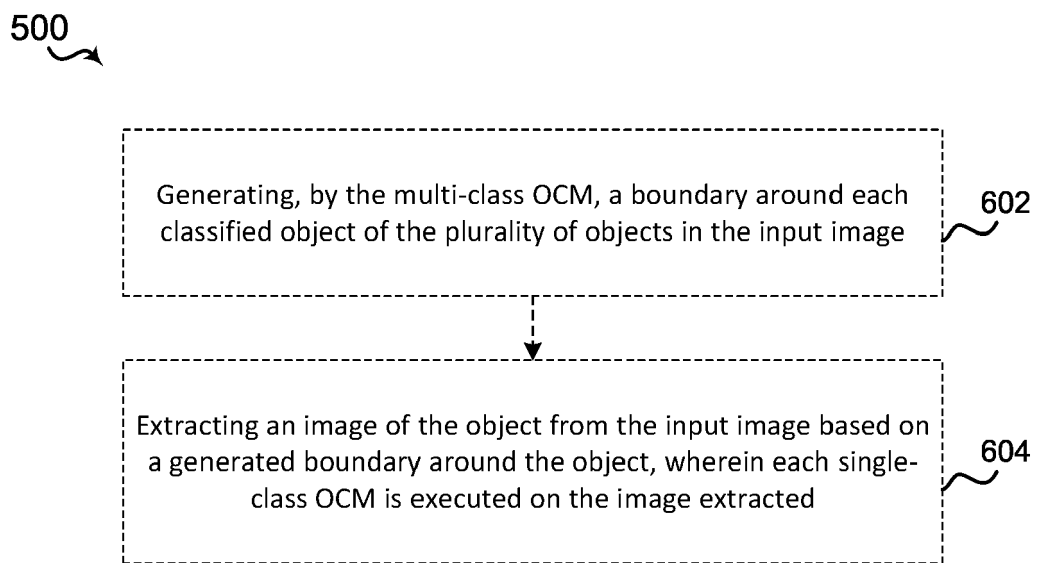 500
Generating, by the multi-class OCM, a boundary around each
classified object of the plurality of objects in the input image
602
Extracting an image of the object from the input image based on
a generated boundary around the object, wherein each single-
class OCM is executed on the image extracted
604